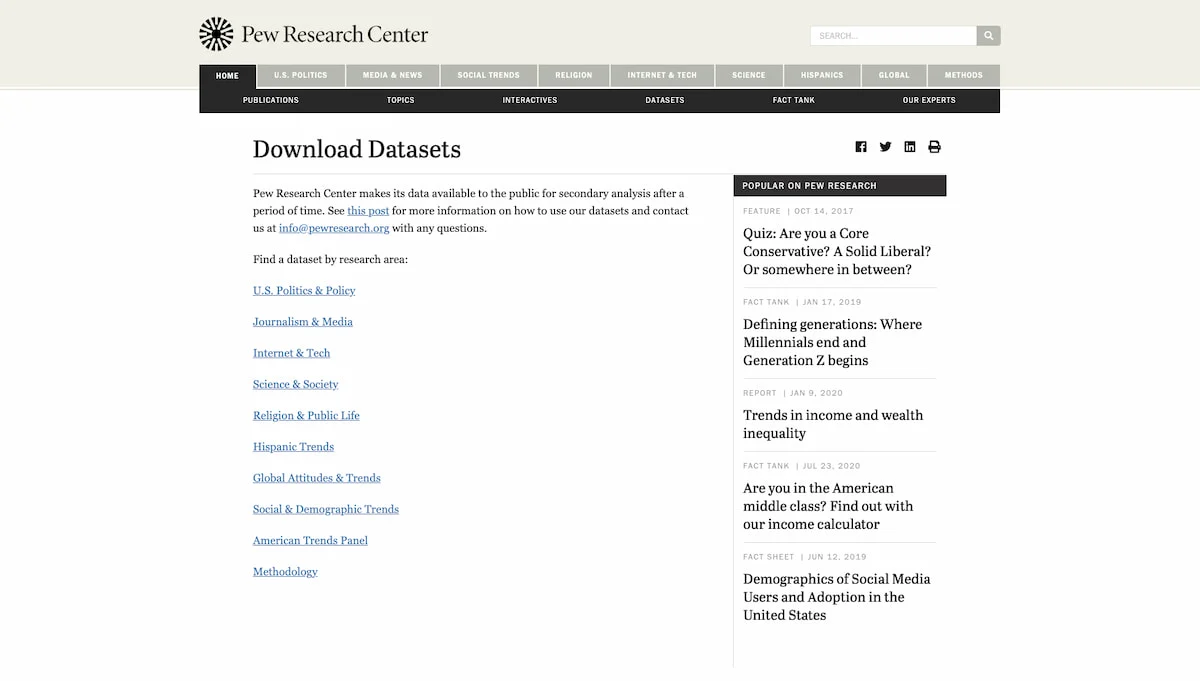 Pew Research Center
SEARCH...
HOME
U.S. POLITICS
MEDIA & NEWS
SOCIAL TRENDS
RELIGION
INTERNET & TECH
SCIENCE
HISPANICS
GLOBAL
METHODS
PUBLICATIONS
TOPICS
INTERACTIVES
DATASETS
FACT TANK
OUR EXPERTS
Download Datasets
Pew Research Center makes its data available to the public for secondary analysis after a
period of time. See this post for more information on how to use our datasets and contact
us at info@pewresearch.org with any questions.
Find a dataset by research area:
U.S. Politics & Policy
Journalism & Media
Internet & Tech
Science & Society
Religion & Public Life
Hispanic Trends
Global Attitudes & Trends
Social & Demographic Trends
American Trends Panel
Methodology
POPULAR ON PEW RESEARCH
FEATURE | OCT 14, 2017
Quiz: Are you a Core
Conservative? A Solid Liberal?
Or somewhere in between?
FACT TANK | JAN 17, 2019
Defining generations: Where
Millennials end and
Generation Z begins
REPORT | JAN 9, 2020
Trends in income and wealth
inequality
FACT TANK | JUL 23, 2020
Are you in the American
middle class? Find out with
our income calculator
FACT SHEET | JUN 12, 2019
Demographics of Social Media
Users and Adoption in the
United States